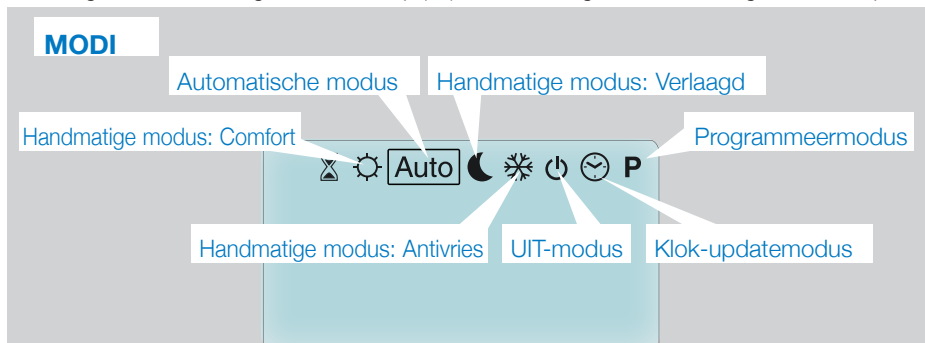 MODI
Automatische modus
Handmatige modus: Verlaagd
Handmatige modus: Comfort
Programmeermodus
Auto
P
Handmatige modus: Antivries
UIT-modus
Klok-updatemodus